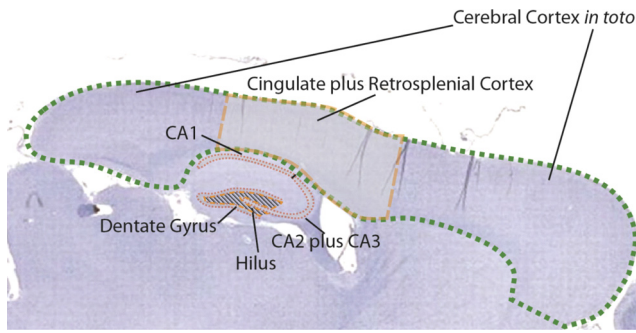 Cerebral Cortex in toto
Cingulate plus Retrosplenial Cortex
CA1
Dentate Gyrus
CA2 plus CA3
Hilus